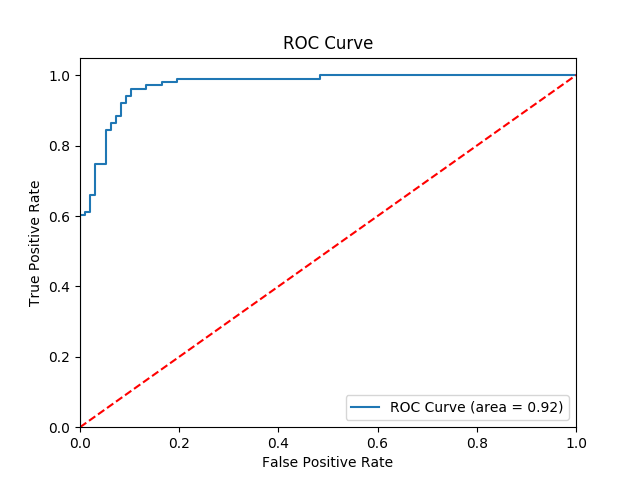 ROC Curve
1.0
0.8
0.6
0.4
0.2
0.0
True Positive Rate
ROC Curve (area = 0.92)
0.0 0.2 0.4 0.6 0.8 1.0
False Positive Rate